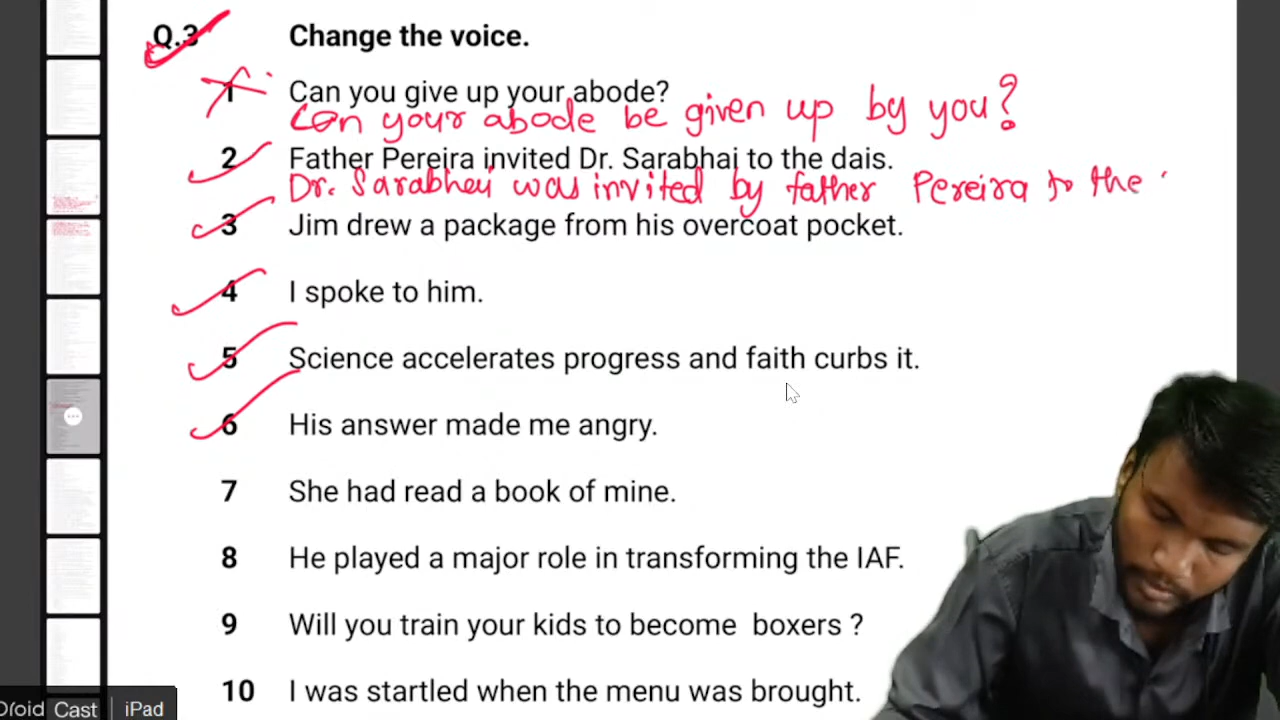 Q.3 Change the voice.
1 Can you give up your abode?
Can your abode be given up by you?
2 Father Pereira invited Dr. Sarabhai to the dais.
Dr. Sarabhai was invited by father Pereira to the
3 Jim drew a package from his overcoat pocket.
4 I spoke to him.
5 Science accelerates progress and faith curbs it.
6 His answer made me angry.
7 She had read a book of mine.
8 He played a major role in transforming the IAF.
9 Will you train your kids to become boxers ?
10 I was startled when the menu was brought.
Droid Cast iPad